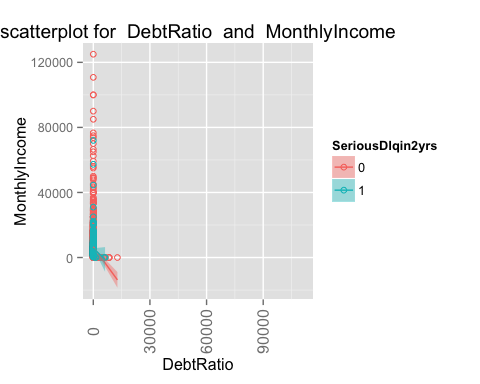 scatterplot for  DebtRatio  and  MonthlyIncome
120000
80000
40000
0
MonthlyIncome
0
30000
60000
90000
DebtRatio
SeriousDlqin2yrs
0
1